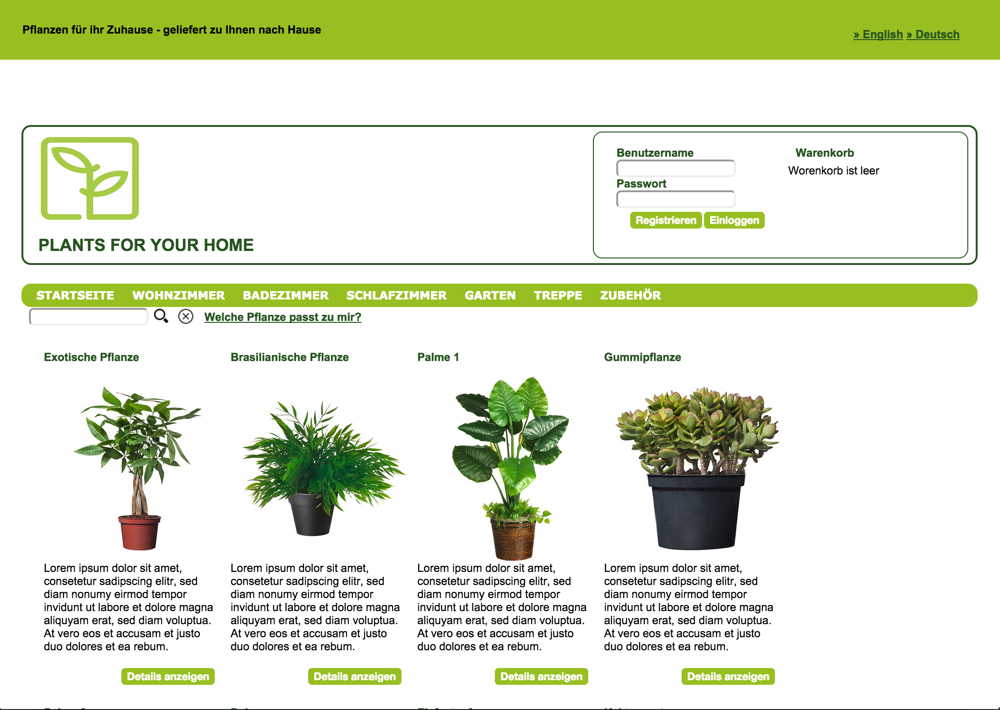 Pflanzen für ihr Zuhause - geliefert zu Ihnen nach Hause
» English » Deutsch
Benutzername
Warenkorb
Worenkorb ist leer
Passwort
Registrieren Einloggen
PLANTS FOR YOUR HOME
STARTSEITE WOHNZIMMER BADEZIMMER SCHLAFZIMMER GARTEN TREPPE ZUBEHÖR
Welche Pflanze passt zu mir?
Exotische Pflanze
Lorem ipsum dolor sit amet,
consetetur sadipscing elitr, sed
diam nonumy eirmod tempor
invidunt ut labore et dolore magna
aliquyam erat, sed diam voluptua.
At vero eos et accusam et justo
duo dolores et ea rebum.
Details anzeigen
Brasilianische Pflanze
Lorem ipsum dolor sit amet,
consetetur sadipscing elitr, sed
diam nonumy eirmod tempor
invidunt ut labore et dolore magna
aliquyam erat, sed diam voluptua.
At vero eos et accusam et justo
duo dolores et ea rebum.
Details anzeigen
Palme 1
Lorem ipsum dolor sit amet,
consetetur sadipscing elitr, sed
diam nonumy eirmod tempor
invidunt ut labore et dolore magna
aliquyam erat, sed diam voluptua.
At vero eos et accusam et justo
duo dolores et ea rebum.
Details anzeigen
Gummipflanze
Lorem ipsum dolor sit amet,
consetetur sadipscing elitr, sed
diam nonumy eirmod tempor
invidunt ut labore et dolore magna
aliquyam erat, sed diam voluptua.
At vero eos et accusam et justo
duo dolores et ea rebum.
Details anzeigen